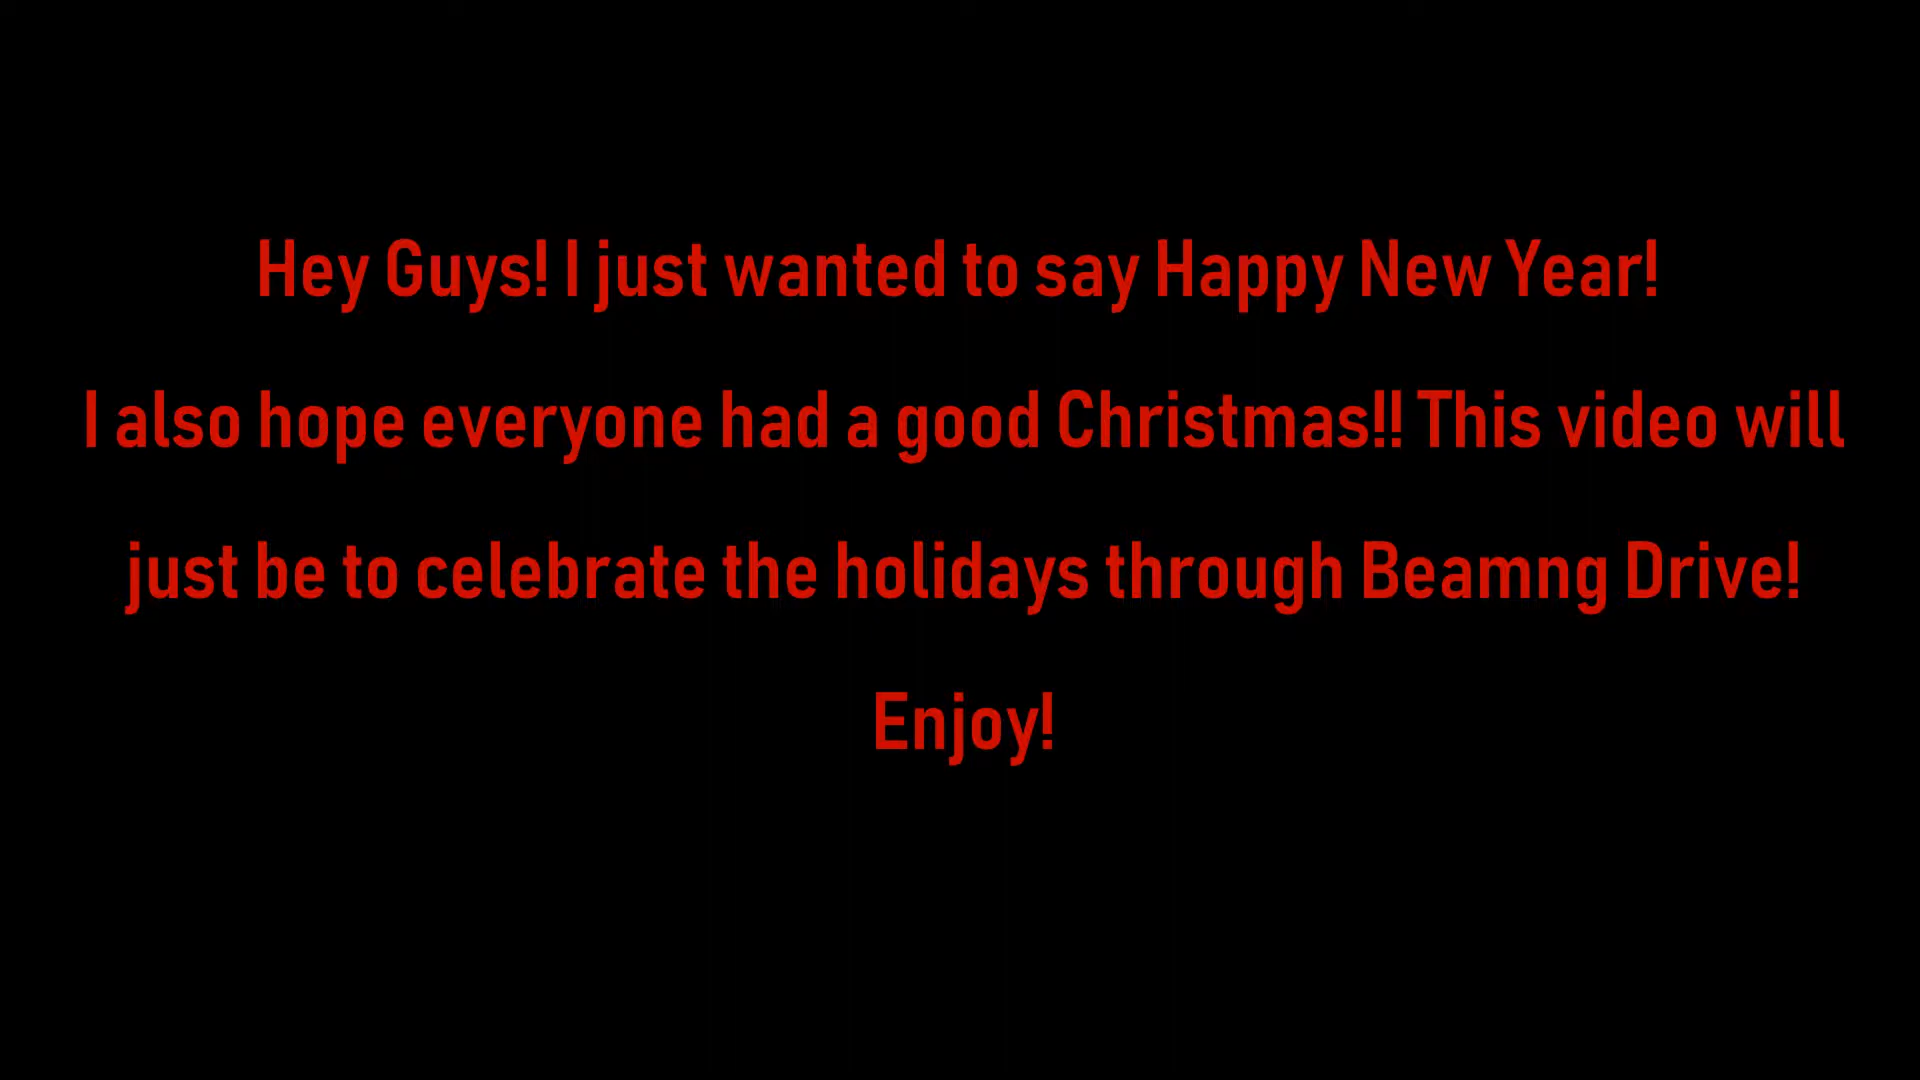 Hey Guys! I just wanted to say Happy New Year!
I also hope everyone had a good Christmas!! This video will
just be to celebrate the holidays through Beamng Drive!
Enjoy!